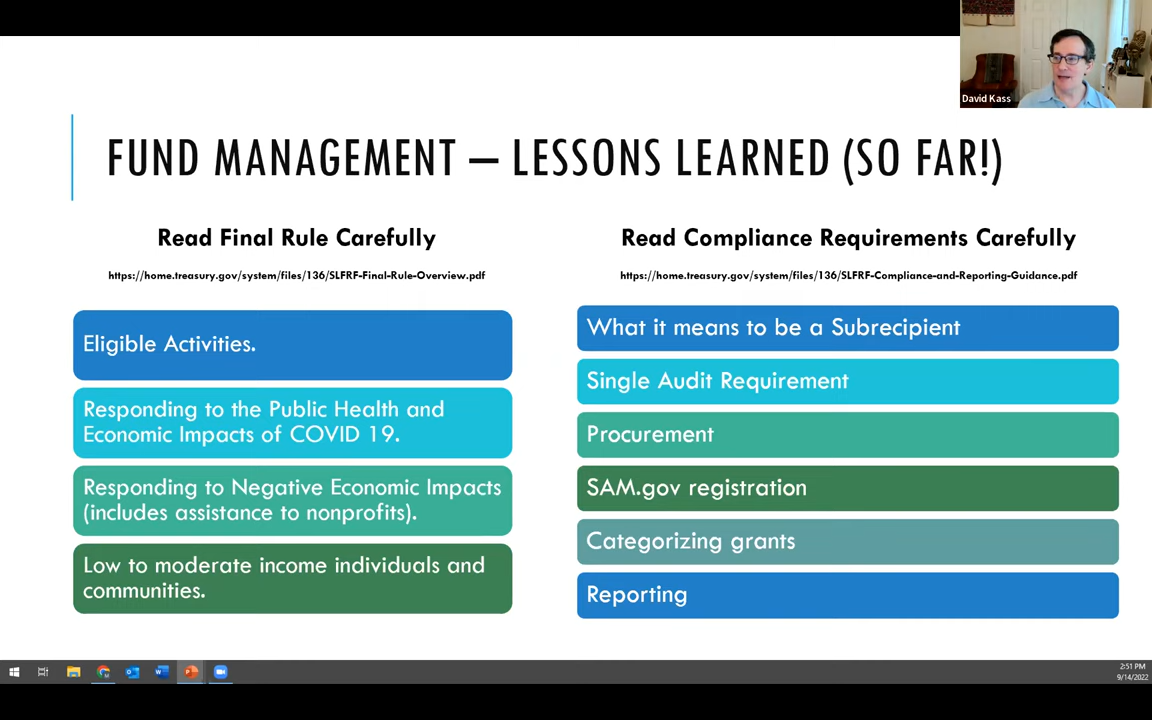 David Kass
FUND MANAGEMENT – LESSONS LEARNED (SO FAR!)
Read Final Rule Carefully
https://home.treasury.gov/system/files/136/SLFRF-Final-Rule-Overview.pdf
Eligible Activities.
Responding to the Public Health and
Economic Impacts of COVID 19.
Responding to Negative Economic Impacts
(includes assistance to nonprofits).
Low to moderate income individuals and
communities.
Read Compliance Requirements Carefully
https://home.treasury.gov/system/files/136/SLFRF-Compliance-and-Reporting-Guidance.pdf
What it means to be a Subrecipient
Single Audit Requirement
Procurement
SAM.gov registration
Categorizing grants
Reporting
2:51 PM
9/14/2022